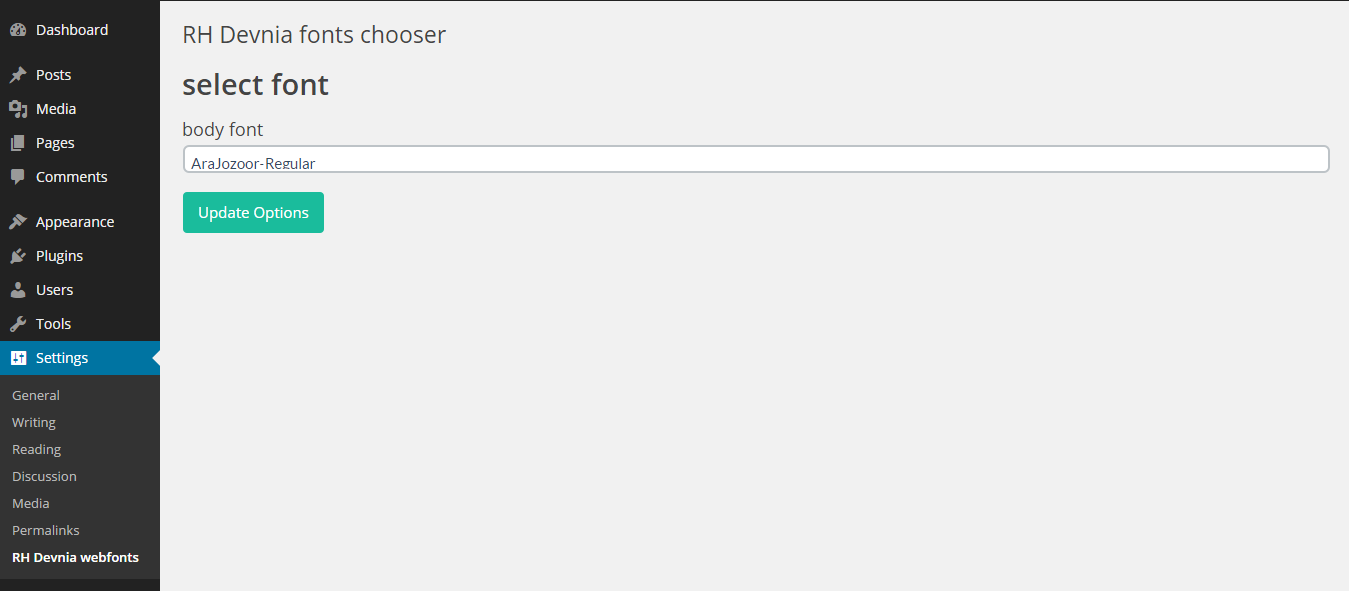 Dashboard
Posts
Media
Pages
Comments
Appearance
Plugins
Users
Tools
Settings
General
Writing
Reading
Discussion
Media
Permalinks
RH Devnia webfonts
RH Devnia fonts chooser
select font
body font
AraJozoor-Regular
Update Options